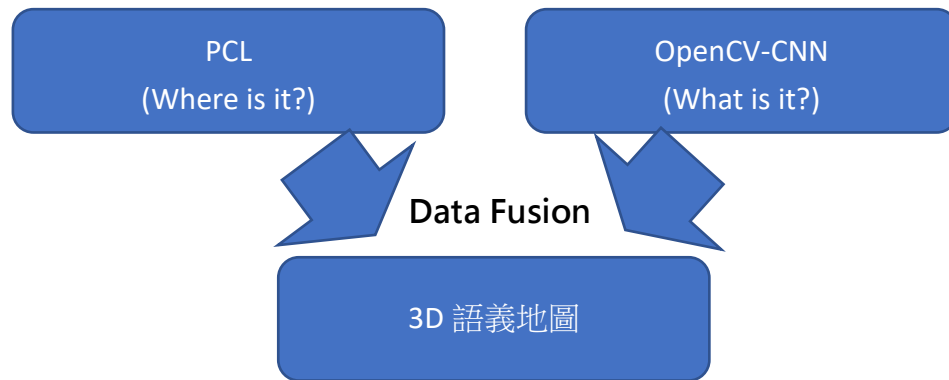 PCL
(Where is it?)
OpenCV-CNN
(What is it?)
Data Fusion
3D 語義地圖